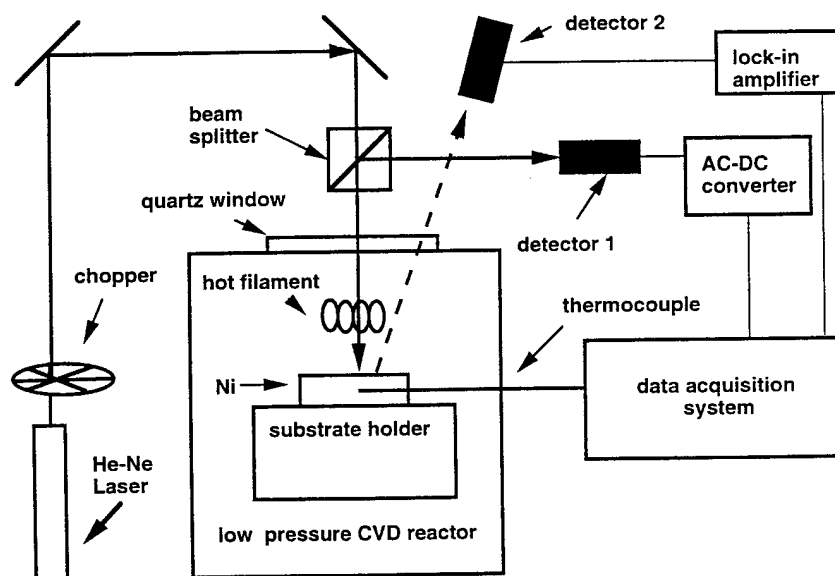 detector 2
lock-in
amplifier
beam
splitter
AC-DC
converter
quartz window
detector 1
chopper
hot filament
thermocouple
Ni
data acquisition
system
substrate holder
He-Ne
Laser
low pressure CVD reactor